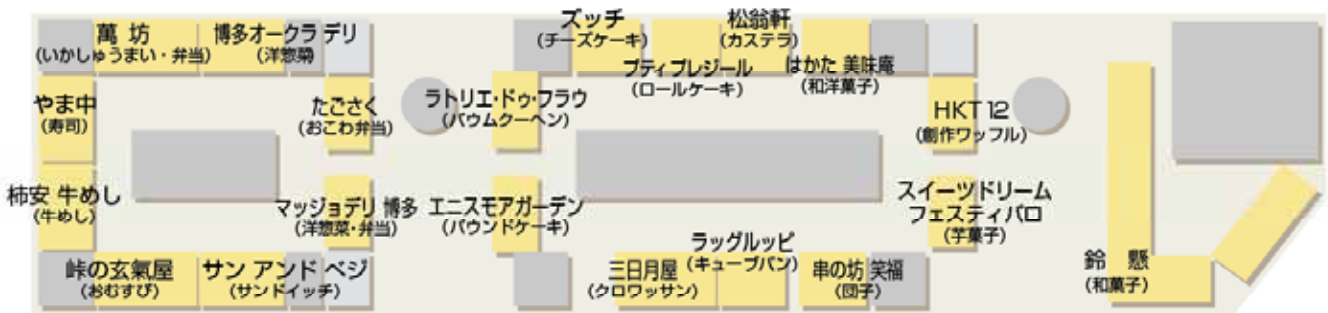 萬 坊
(いかしゅうまい・弁当)
博多オークラ デリ
(洋惣菜)
ズッチ
(チーズケーキ)
松翁軒
(カステラ)
プティプレジール
(ロールケーキ)
はかた 美味庵
(和洋菓子)
やま中
(寿司)
たごさく
(おこわ弁当)
ラトリエ・ドゥ・フラウ
(バウムクーヘン)
HKT 12
(創作ワッフル)
柿安 牛めし
(牛めし)
マッジョデリ 博多
(洋惣菜・弁当)
エニスモアガーデン
(パウンドケーキ)
スイーツドリーム
フェスティバロ
(芋菓子)
ラッグルッピ
(キューブパン)
峠の玄氣屋
(おむすび)
サン アンド ベジ
(サンドイッチ)
三日月屋
(クロワッサン)
串の坊 笑福
(団子)
鈴 懸
(和菓子)